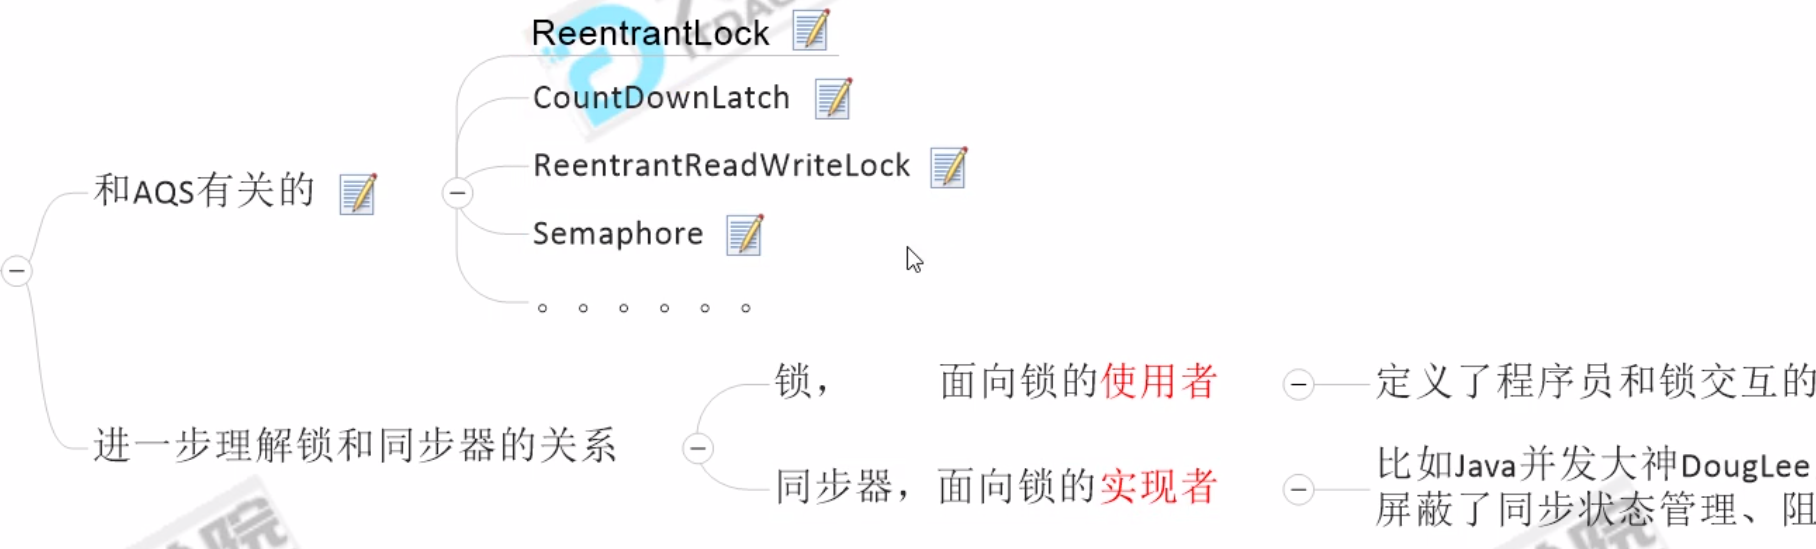 ReentrantLock
CountDownLatch
ReentrantReadWriteLock
和AQS有关的
Semaphore
。。。。。。
锁， 面向锁的使用者
定义了程序员和锁交互的
进一步理解锁和同步器的关系
同步器，面向锁的实现者
比如Java并发大神DougLee
屏蔽了同步状态管理、阻
院